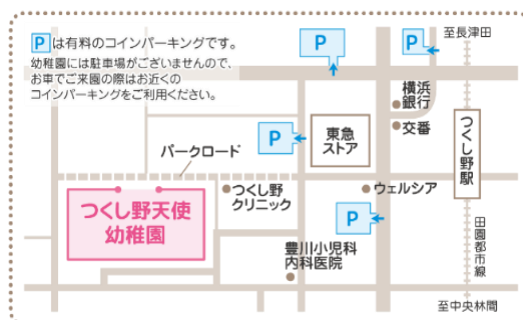 Pは有料のコインパーキングです。
幼稚園には駐車場がございませんので、
お車でご来園の際はお近くの
コインパーキングをご利用ください。
P
P
至長津田
横浜
銀行
交番
つくし野駅
P
東急
ストア
パークロード
つくし野天使
幼稚園
つくし野
クリニック
ウェルシア
P
豊川小児科
内科医院
田園都市線
至中央林間